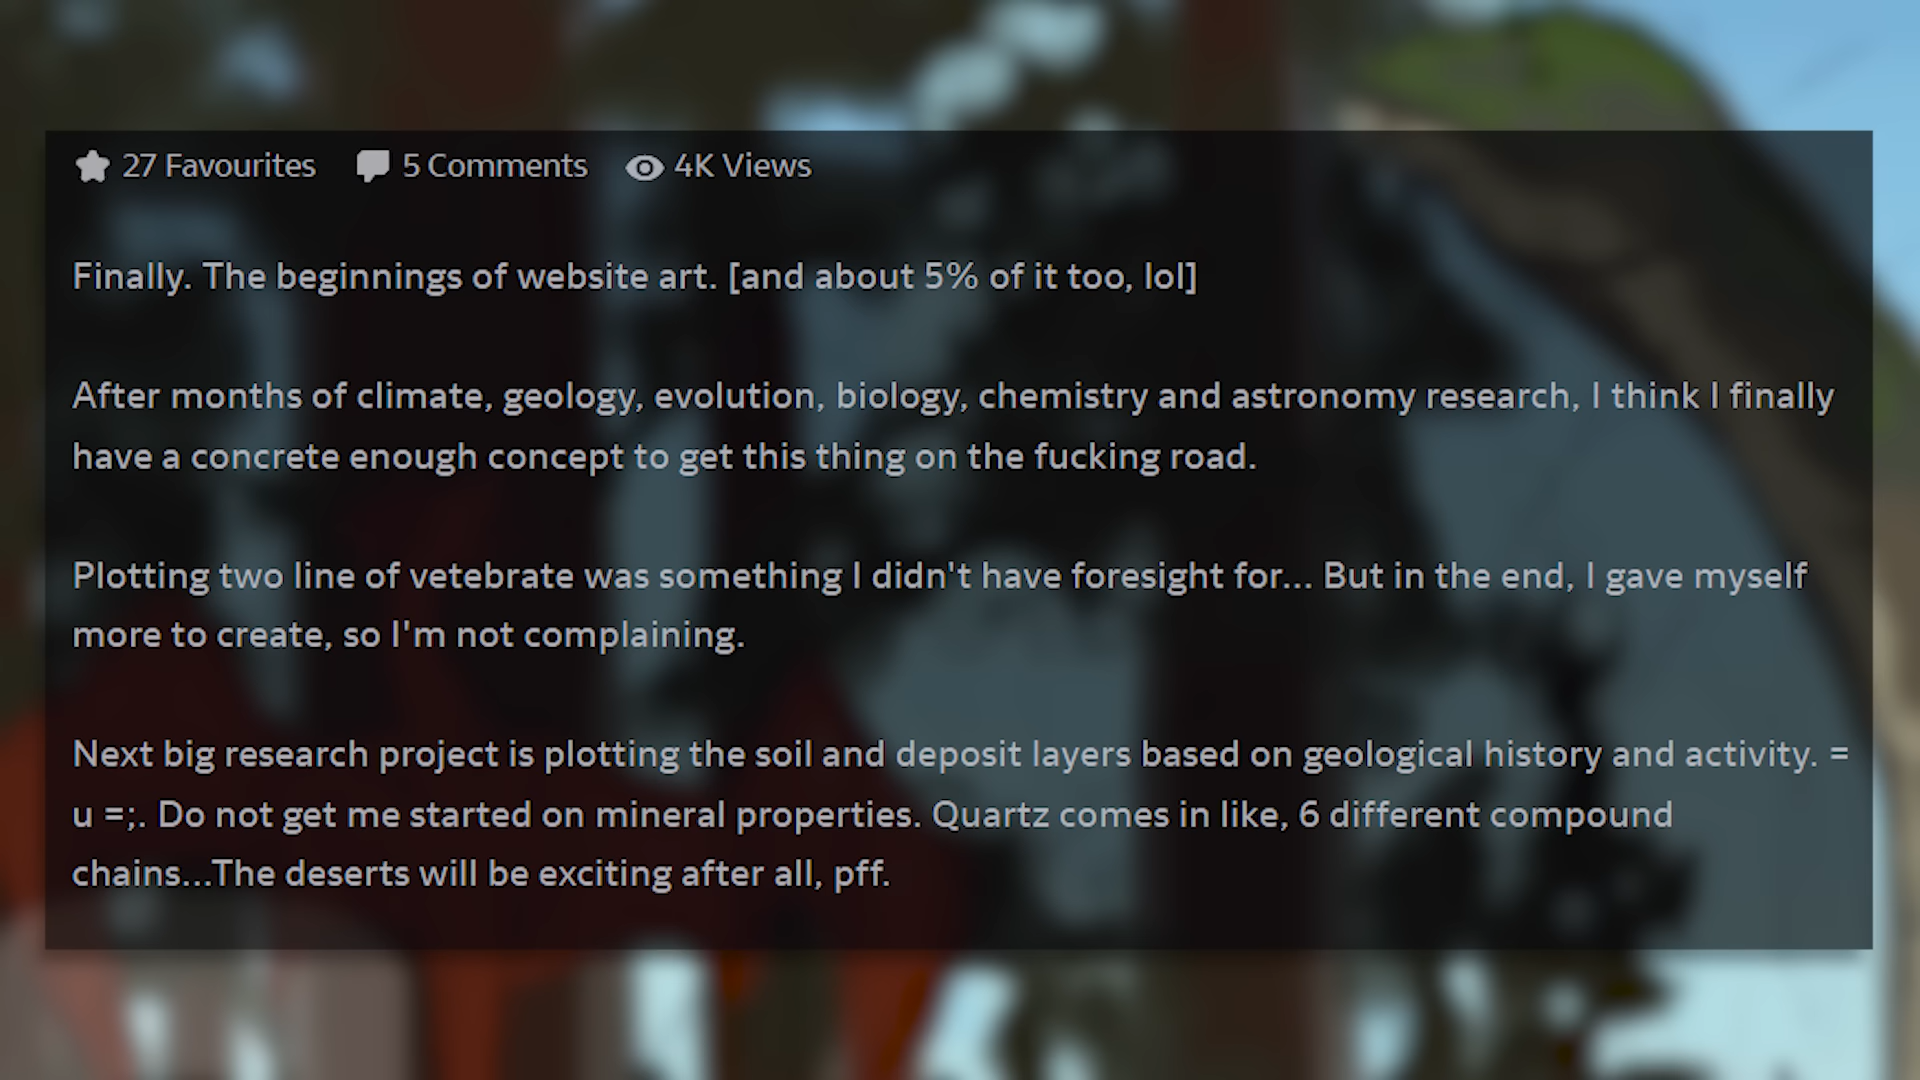 27 Favourites 5 Comments 4K Views
Finally. The beginnings of website art. [and about 5% of it too, lol]
After months of climate, geology, evolution, biology, chemistry and astronomy research, I think I finally
have a concrete enough concept to get this thing on the fucking road.
Plotting two line of vetebrate was something I didn't have foresight for... But in the end, I gave myself
more to create, so I'm not complaining.
Next big research project is plotting the soil and deposit layers based on geological history and activity. =
u =;. Do not get me started on mineral properties. Quartz comes in like, 6 different compound
chains...The deserts will be exciting after all, pff.